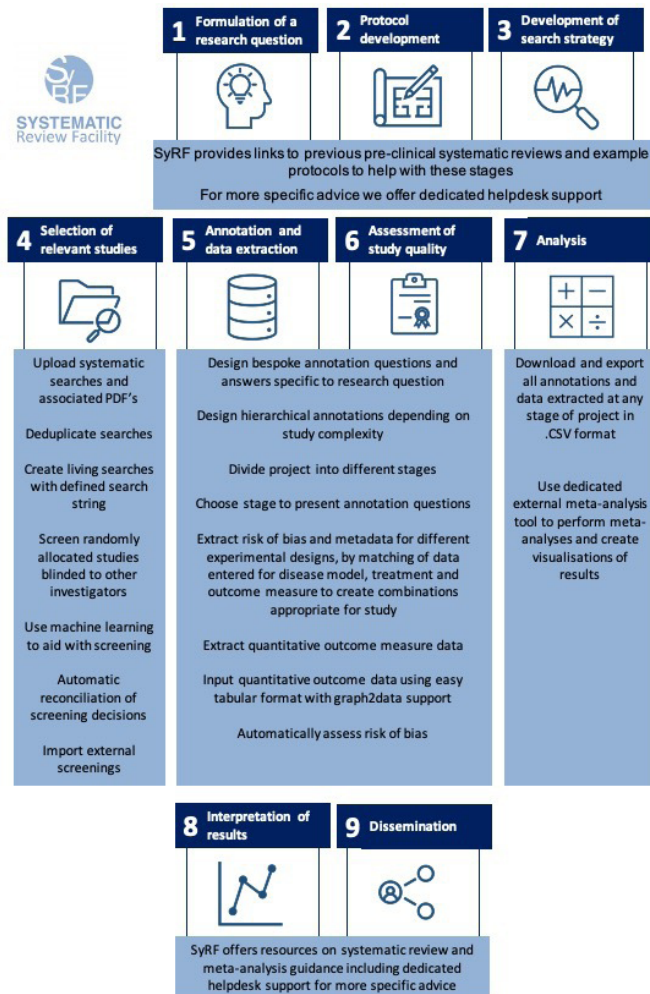 1 Formulation of a
research question
2 Protocol
development
3 Development of
search strategy
SyRF
SYSTEMATIC
Review Facility
SyRF provides links to previous pre-clinical systematic reviews and example
protocols to help with these stages
For more specific advice we offer dedicated helpdesk support
4 Selection of
relevant studies
5 Annotation and
data extraction
6 Assessment of
study quality
7 Analysis
Upload systematic
searches and
associated PDF's
Deduplicate searches
Create living searches
with defined search
string
Screen randomly
allocated studies
blinded to other
investigators
Use machine learning
to aid with screening
Automatic
reconciliation of
screening decisions
Import external
screenings
Design bespoke annotation questions and
answers specific to research question
Design hierarchical annotations depending on
study complexity
Divide project into different stages
Choose stage to present annotation questions
Extract risk of bias and metadata for different
experimental designs, by matching of data
entered for disease model, treatment and
outcome measure to create combinations
appropriate for study
Extract quantitative outcome measure data
Input quantitative outcome data using easy
tabular format with graph2data support
Automatically assess risk of bias
Download and export
all annotations and
data extracted at any
stage of project in
.CSV format
Use dedicated
external meta-analysis
tool to perform meta-
analyses and create
visualisations of
results
8 Interpretation of
results
9 Dissemination
SyRF offers resources on systematic review and
meta-analysis guidance including dedicated
helpdesk support for more specific advice